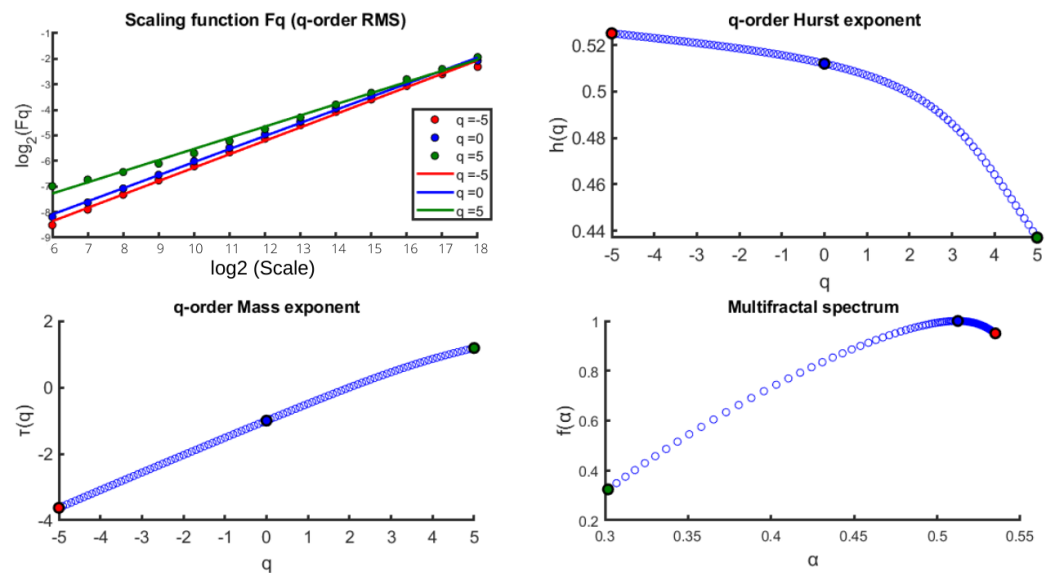 Scaling function Fq (q-order RMS)
-1
-2
-3
-4
-5
-6
-7
-8
-9
log2(Fq)
6 7 8 9 10 11 12 13 14 15 16 17 18
log2 (Scale)
q =-5
q =0
q =5
q =-5
q =0
q =5
q-order Hurst exponent
0.52
0.5
0.48
0.46
0.44
h(q)
-5 -4 -3 -2 -1 0 1 2 3 4 5
q
q-order Mass exponent
2
0
-2
-4
τ(q)
-5 -4 -3 -2 -1 0 1 2 3 4 5
q
Multifractal spectrum
1
0.8
0.6
0.4
0.2
f(α)
0.3 0.35 0.4 0.45 0.5 0.55
α